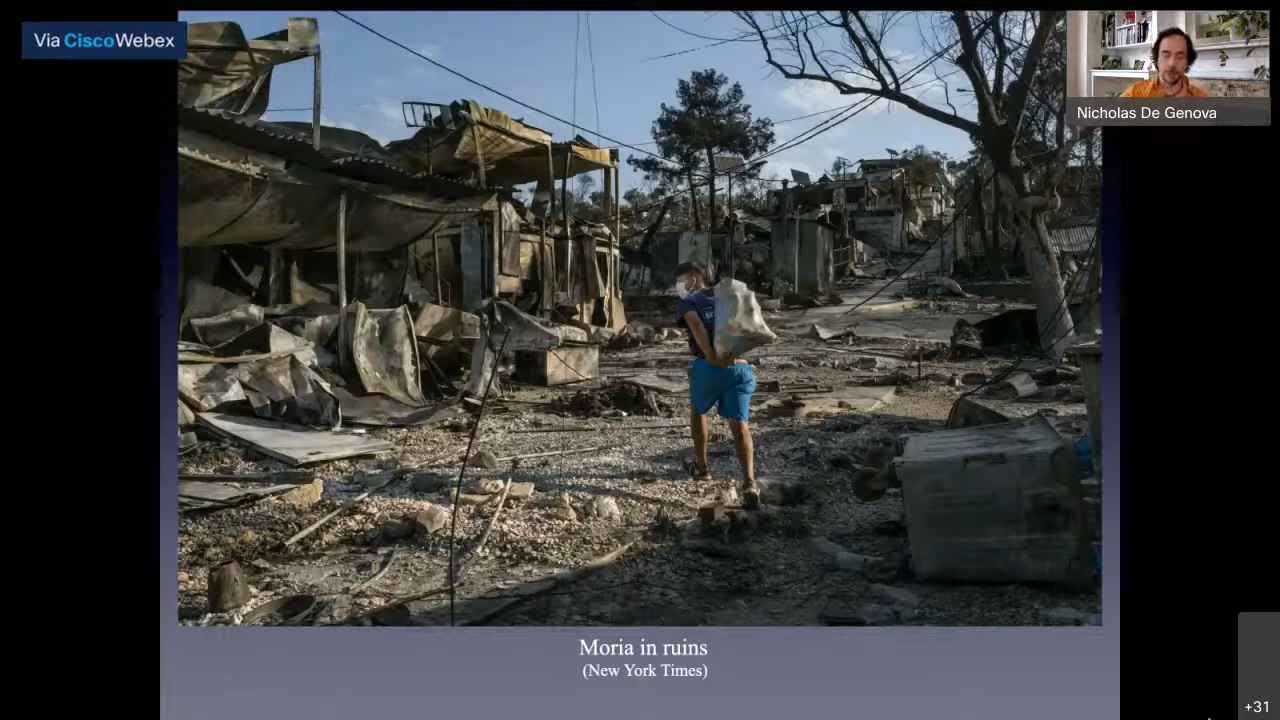 Via CiscoWebex
Nicholas De Genova
Moria in ruins
(New York Times)
+31